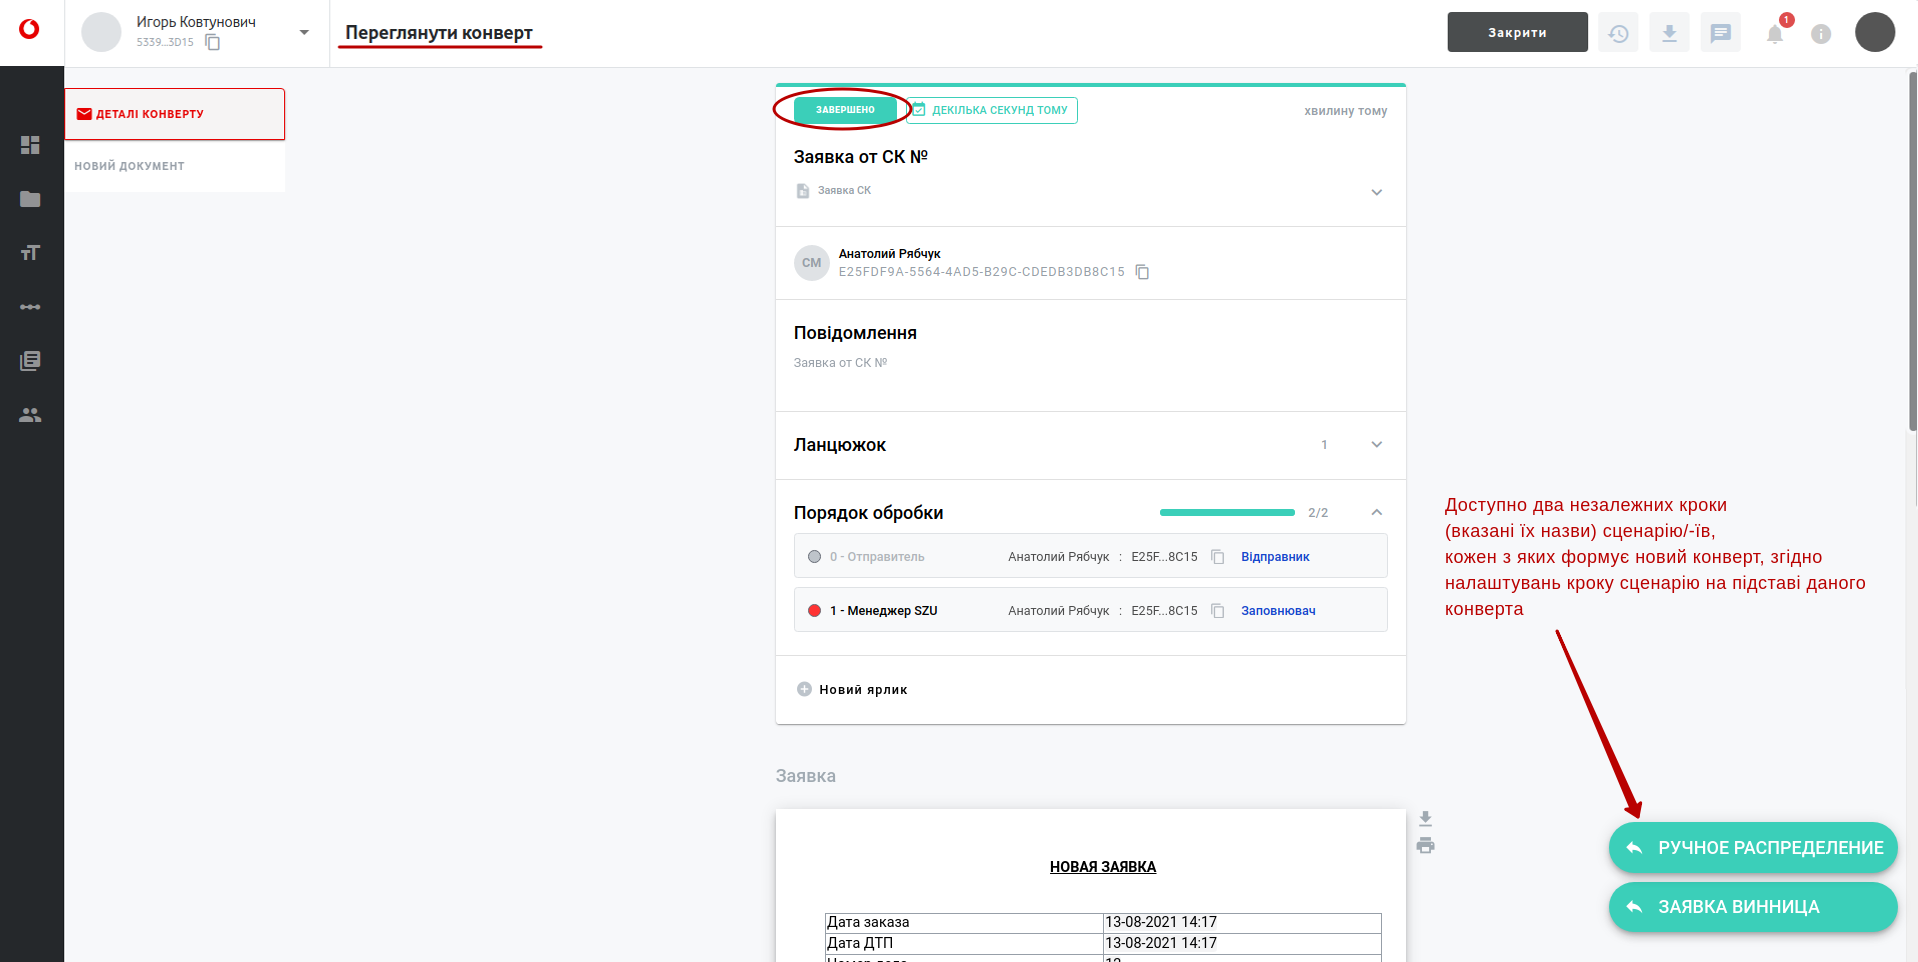 Игорь Ковтунович
5339...3D15
Переглянути конверт
Закрити
1
ДЕТАЛІ КОНВЕРТУ
НОВИЙ ДОКУМЕНТ
ЗАВЕРШЕНО
ДЕКІЛЬКА СЕКУНД ТОМУ
хвилину тому
Заявка от СК №
Заявка СК
СМ
Анатолий Рябчук
E25FDF9A-5564-4AD5-B29C-CDEDB3DB8C15
Повідомлення
Заявка от СК №
Ланцюжок 1
Порядок обробки 2/2
0 - Отправитель Анатолий Рябчук : E25F...8C15 Відправник
1 - Менеджер SZU Анатолий Рябчук : E25F...8C15 Заповнювач
Новий ярлик
Доступно два незалежних кроки
(вказані їх назви) сценарію/-їв,
кожен з яких формує новий конверт, згідно
налаштувань кроку сценарію на підставі даного
конверта
РУЧНОЕ РАСПРЕДЕЛЕНИЕ
ЗАЯВКА ВИННИЦА
Заявка
НОВАЯ ЗАЯВКА
Дата заказа 13-08-2021 14:17
Дата ДТП 13-08-2021 14:17